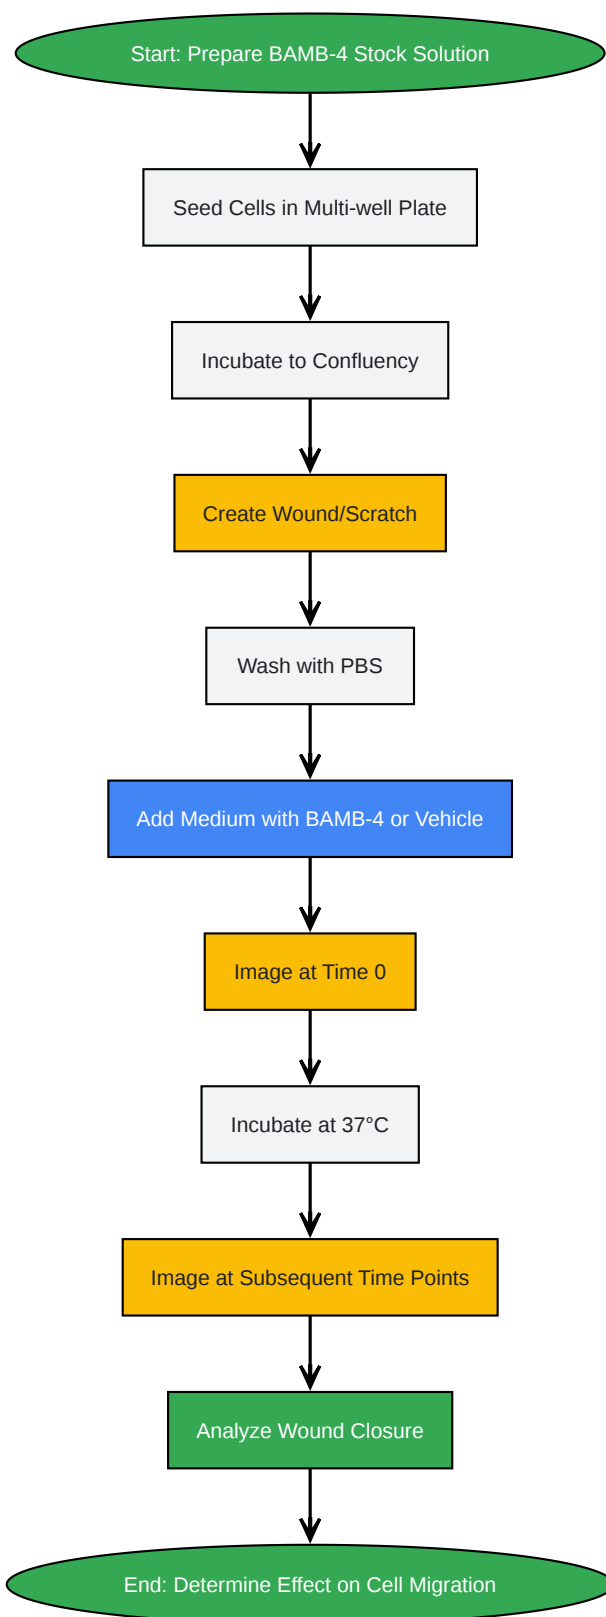 Start: Prepare BAMB-4 Stock Solution
Seed Cells in Multi-well Plate
Incubate to Confluency
Create Wound/Scratch
Wash with PBS
Add Medium with BAMB-4 or Vehicle
Image at Time 0
Incubate at 37°C
Image at Subsequent Time Points
Analyze Wound Closure
End: Determine Effect on Cell Migration